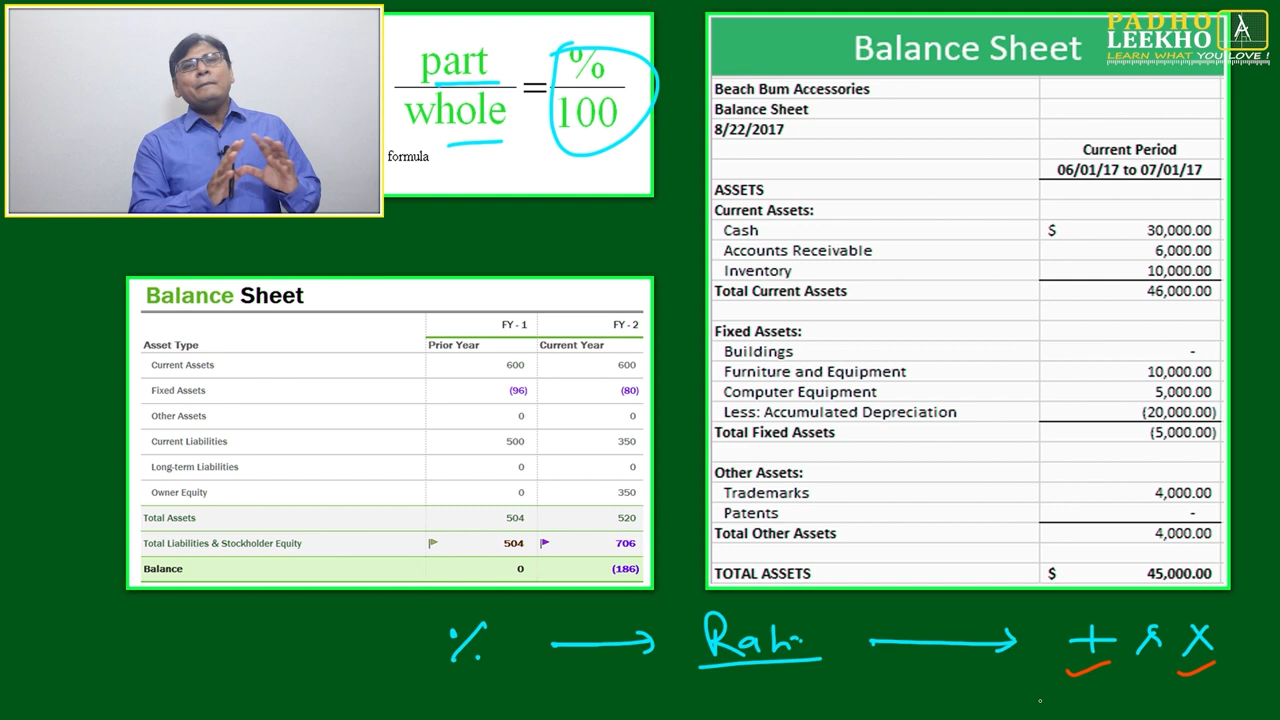 part
whole
=
%
100
formula
PADHO
LEEKHO
LEARN WHAT YOU LOVE !
Balance Sheet
Beach Bum Accessories
Balance Sheet
8/22/2017
Current Period
06/01/17 to 07/01/17
ASSETS
Current Assets:
Cash $ 30,000.00
Accounts Receivable 6,000.00
Inventory 10,000.00
Total Current Assets 46,000.00
Fixed Assets:
Buildings -
Furniture and Equipment 10,000.00
Computer Equipment 5,000.00
Less: Accumulated Depreciation (20,000.00)
Total Fixed Assets (5,000.00)
Other Assets:
Trademarks 4,000.00
Patents -
Total Other Assets 4,000.00
TOTAL ASSETS $ 45,000.00
Balance Sheet
FY - 1 FY - 2
Asset Type Prior Year Current Year
Current Assets 600 600
Fixed Assets (96) (80)
Other Assets 0 0
Current Liabilities 500 350
Long-term Liabilities 0 0
Owner Equity 0 350
Total Assets 504 520
Total Liabilities & Stockholder Equity 504 706
Balance 0 (186)
% → → + x